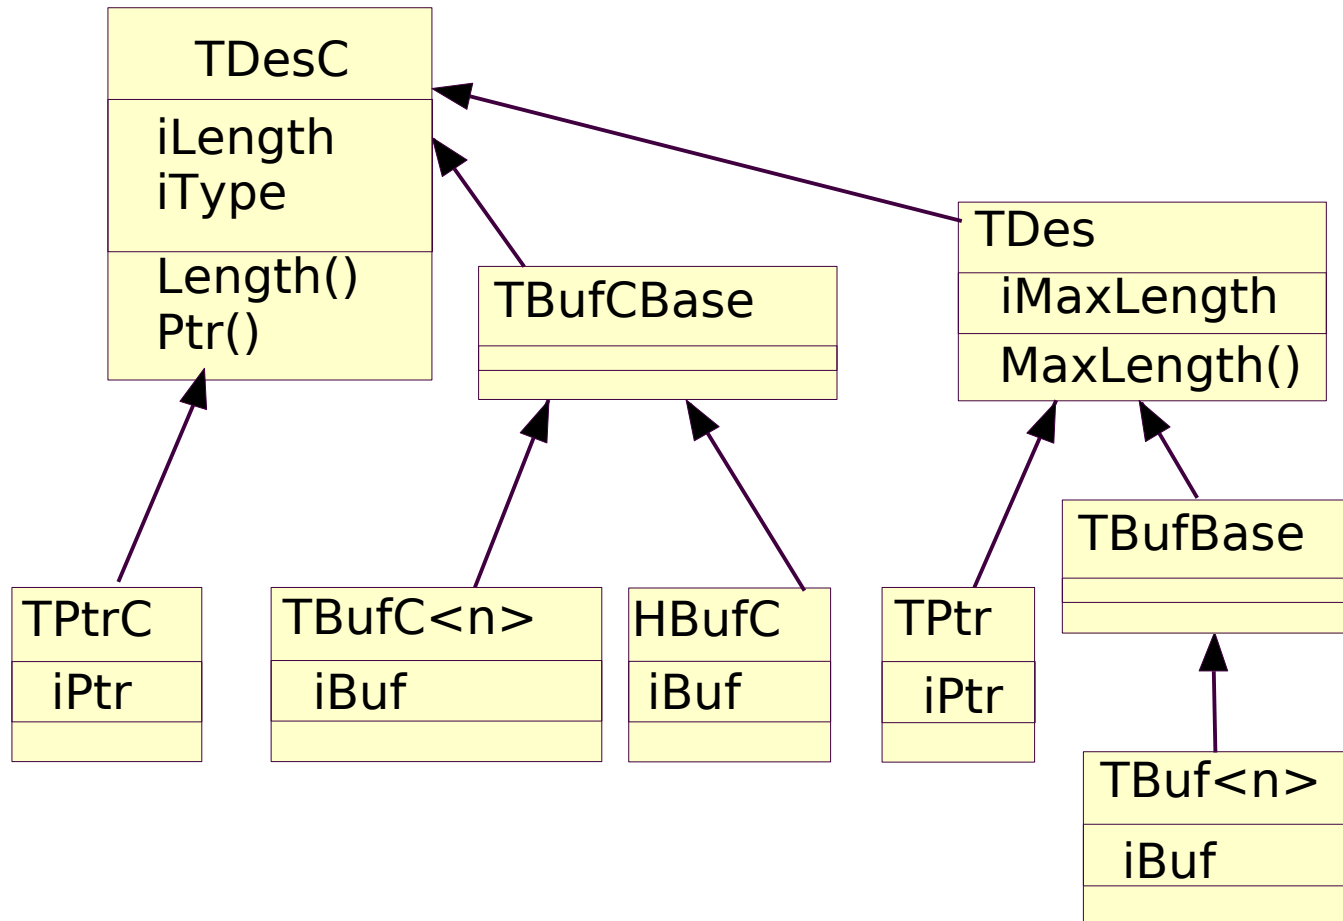 TDesC
iLength
iType
Length()
Ptr()
TBufCBase
TDes
iMaxLength
MaxLength()
TBufBase
TPtrC
iPtr
TBufC<n>
iBuf
HBufC
iBuf
TPtr
iPtr
TBuf<n>
iBuf